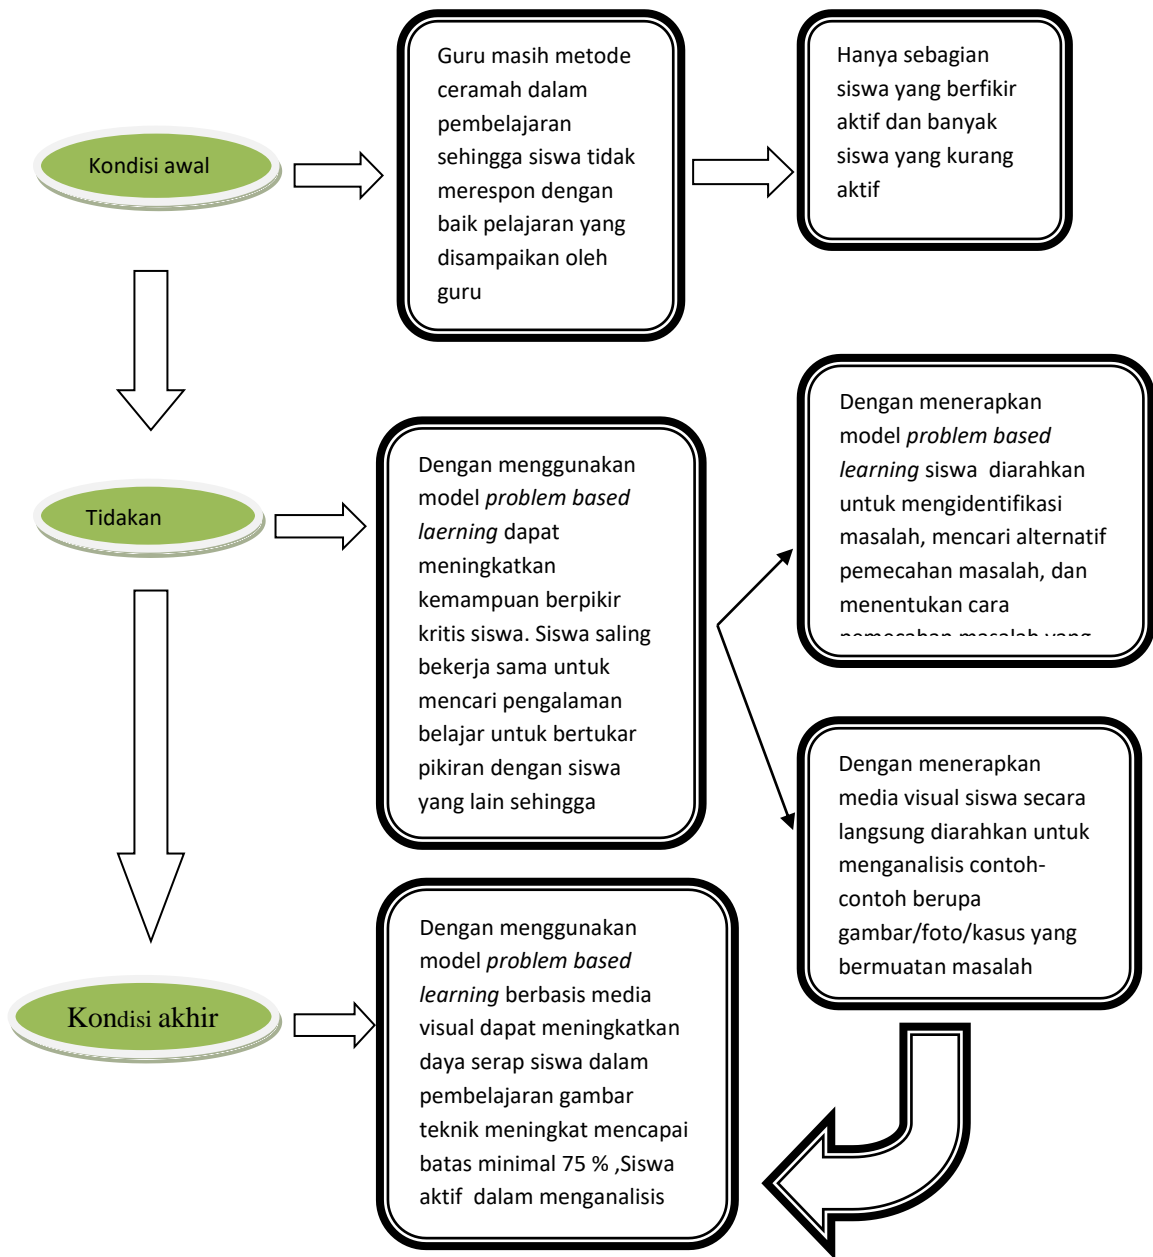 Kondisi awal
Guru masih metode
ceramah dalam
pembelajaran
sehingga siswa tidak
merespon dengan
baik pelajaran yang
disampaikan oleh
guru
Hanya sebagian
siswa yang berfikir
aktif dan banyak
siswa yang kurang
aktif
Tidakan
Dengan menggunakan
model problem based
laerning dapat
meningkatkan
kemampuan berpikir
kritis siswa. Siswa saling
bekerja sama untuk
mencari pengalaman
belajar untuk bertukar
pikiran dengan siswa
yang lain sehingga
Dengan menerapkan
model problem based
learning siswa diarahkan
untuk mengidentifikasi
masalah, mencari alternatif
pemecahan masalah, dan
menentukan cara
pemecahan masalah yang
Dengan menerapkan
media visual siswa secara
langsung diarahkan untuk
menganalisis contoh-
contoh berupa
gambar/foto/kasus yang
bermuatan masalah
Kondisi akhir
Dengan menggunakan
model problem based
learning berbasis media
visual dapat meningkatkan
daya serap siswa dalam
pembelajaran gambar
teknik meningkat mencapai
batas minimal 75 % ,Siswa
aktif dalam menganalisis